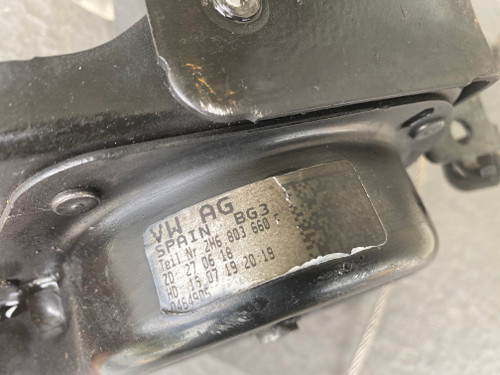 VW AG
SPAIN BG3
Teil Nr 2H6 803 660
ZD 27 06 18
HD: 15 07 19 20:19